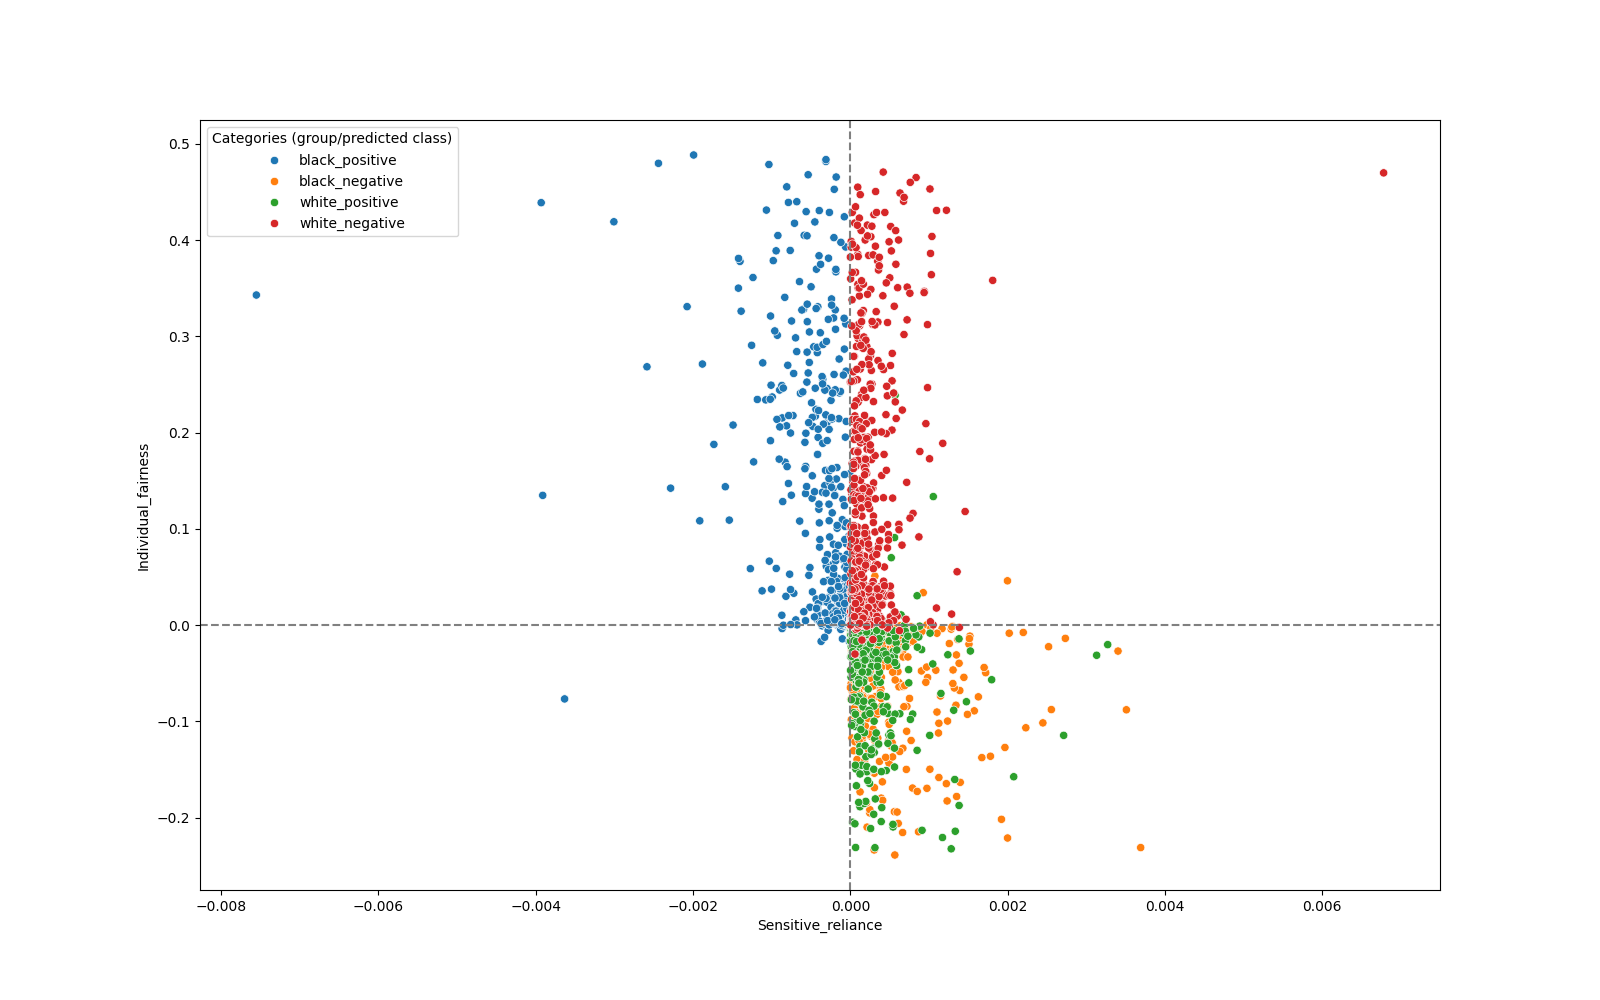 Categories (group/predicted class)
black_positive
black_negative
white_positive
white_negative
0.5
0.4
0.3
0.2
0.1
0.0
−0.1
−0.2
Individual_fairness
−0.008
−0.006
−0.004
−0.002
0.000
0.002
0.004
0.006
Sensitive_reliance